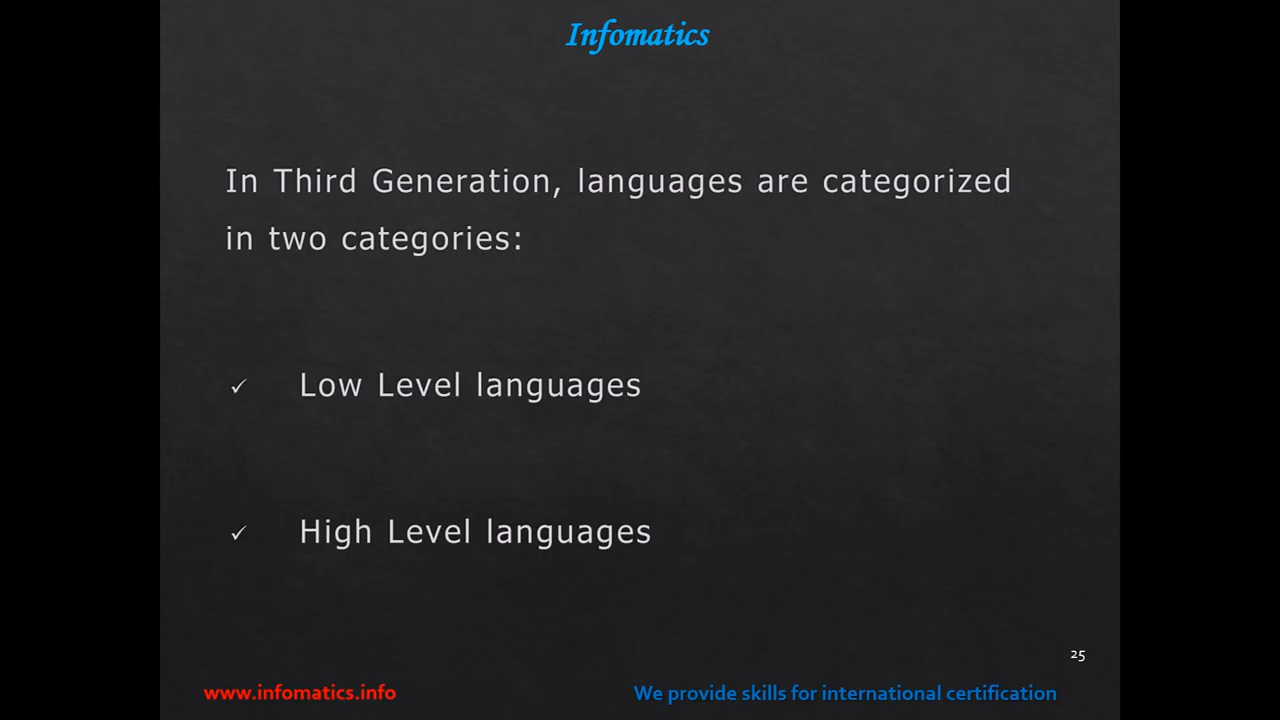 Infomatics
In Third Generation, languages are categorized
in two categories:
✓ Low Level languages
✓ High Level languages
25
www.infomatics.info
We provide skills for international certification